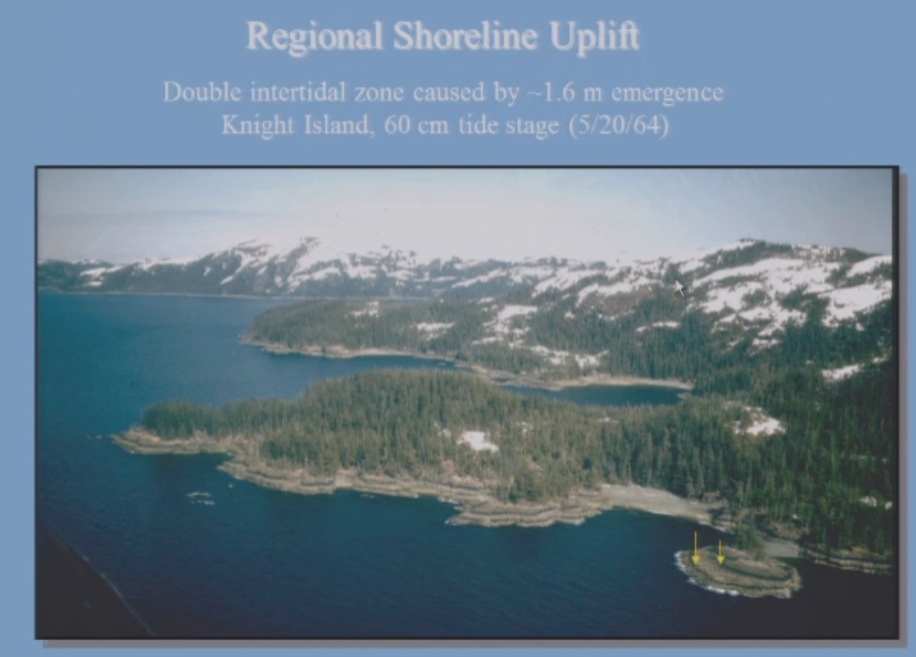 Regional Shoreline Uplift
Double intertidal zone caused by ~1.6 m emergence
Knight Island, 60 cm tide stage (5/20/64)